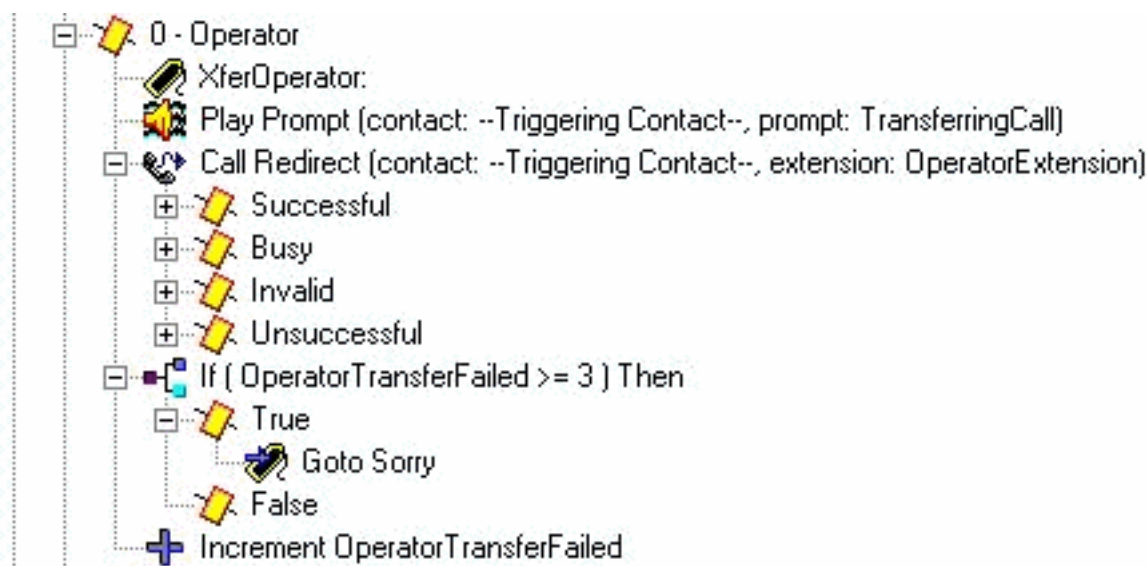 0 - Operator
XferOperator:
Play Prompt (contact: --Triggering Contact--, prompt: TransferringCall)
Call Redirect (contact: --Triggering Contact--, extension: OperatorExtension)
Successful
Busy
Invalid
Unsuccessful
If ( OperatorTransferFailed >= 3 ) Then
True
Goto Sorry
False
Increment OperatorTransferFailed